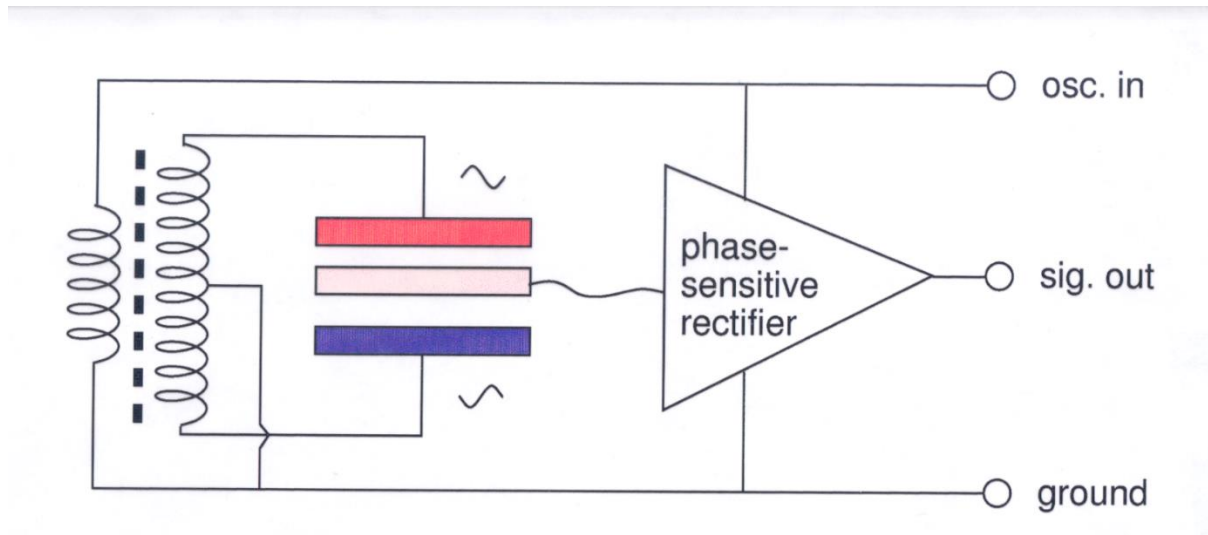 osc. in
phase-
sensitive
rectifier
sig. out
ground